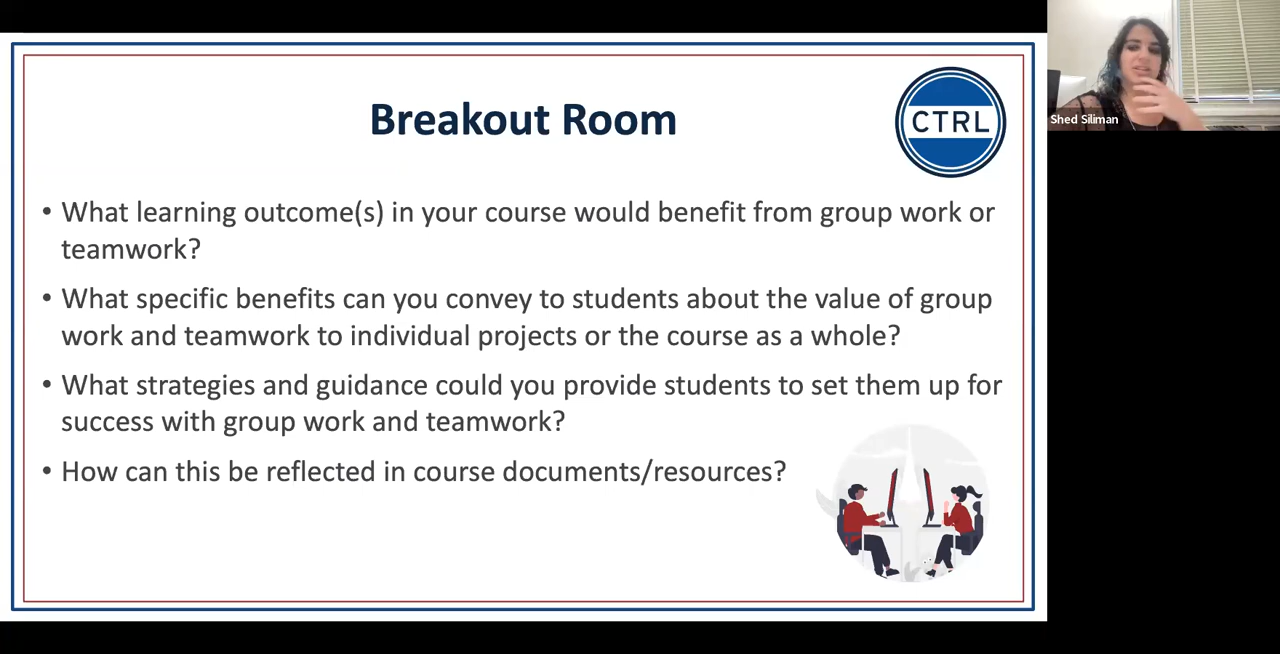 Breakout Room
CTRL
• What learning outcome(s) in your course would benefit from group work or
teamwork?
• What specific benefits can you convey to students about the value of group
work and teamwork to individual projects or the course as a whole?
• What strategies and guidance could you provide students to set them up for
success with group work and teamwork?
• How can this be reflected in course documents/resources?
Shed Siliman